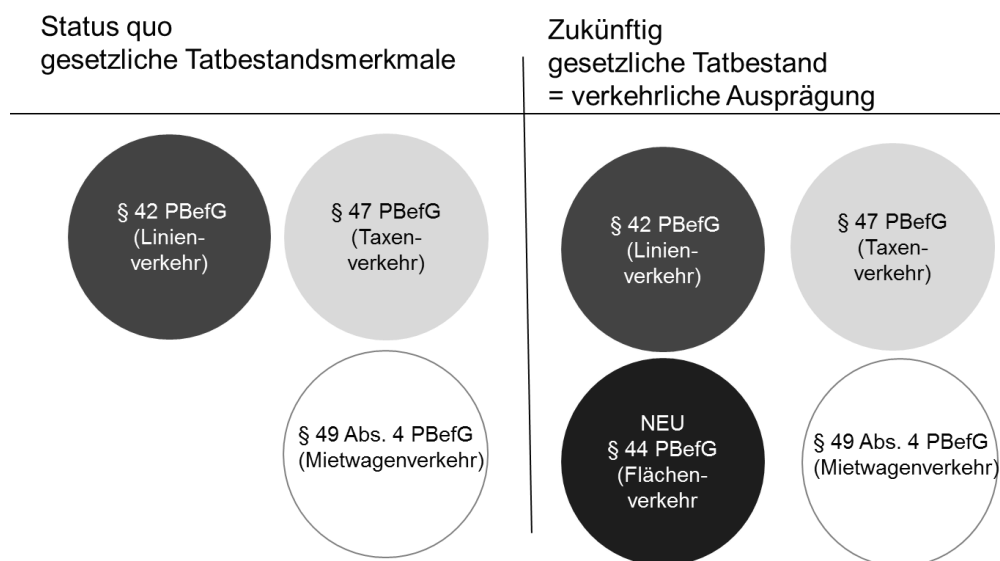 Status quo
gesetzliche Tatbestandsmerkmale
Zukünftig
gesetzliche Tatbestand
= verkehrliche Ausprägung
§ 42 PBefG
(Linien-
verkehr)
§ 47 PBefG
(Taxen-
verkehr)
§ 49 Abs. 4 PBefG
(Mietwagenverkehr)
§ 42 PBefG
(Linien-
verkehr)
§ 47 PBefG
(Taxen-
verkehr)
NEU
§ 44 PBefG
(Flächen-
verkehr
§ 49 Abs. 4 PBefG
(Mietwagenverkehr)